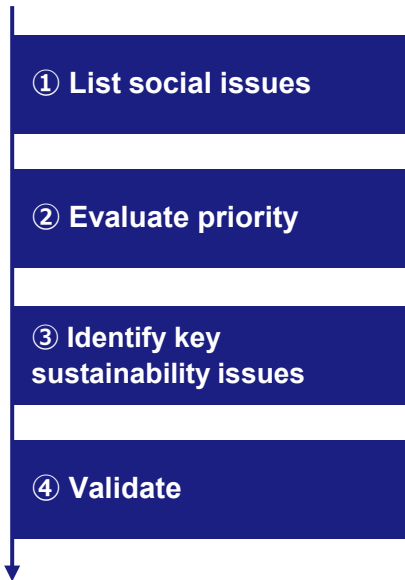 ① List social issues
② Evaluate priority
③ Identify key
sustainability issues
④ Validate